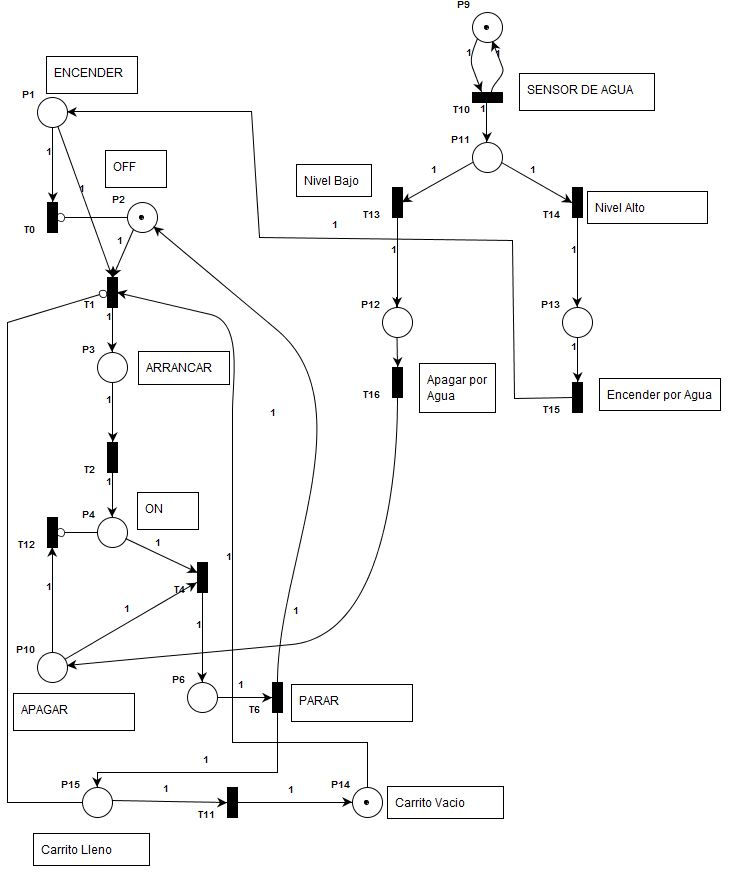 P9
1
1
ENCENDER
SENSOR DE AGUA
P1
T10
1
P11
1
OFF
Nivel Bajo
1
1
P2
1
T13
T14
Nivel Alto
T0
1
1
1
1
T1
P12
P13
1
P3
1
ARRANCAR
T16
Apagar por
Agua
T15
Encender por Agua
1
1
T2
1
P4
ON
T12
1
1
T4
1
1
1
1
P10
P6
1
APAGAR
T6
PARAR
1
P15
1
1
P14
T11
Carrito Vacio
Carrito Lleno